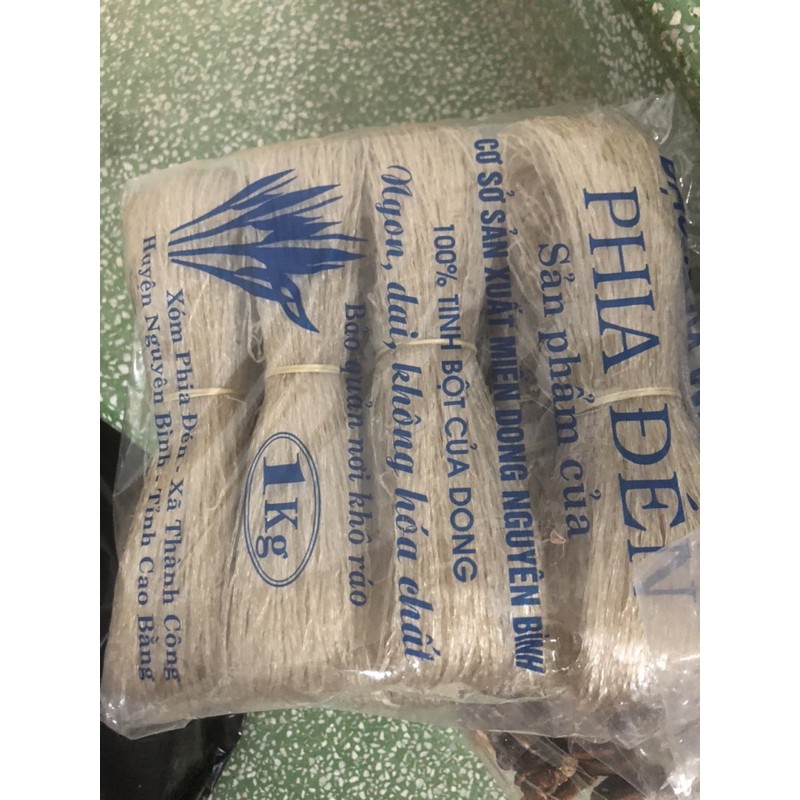 PHIA ĐÉN
Sản phẩm của
CƠ SỞ SẢN XUẤT MIẾN DONG NGUYÊN BÌNH
100% TINH BỘT CỦA DONG
Ngon, dai, không hóa chất
Bảo quản nơi khô ráo
1Kg
Xóm Phia Đén - Xã Thành Công
Huyện Nguyên Bình - Tỉnh Cao Bằng